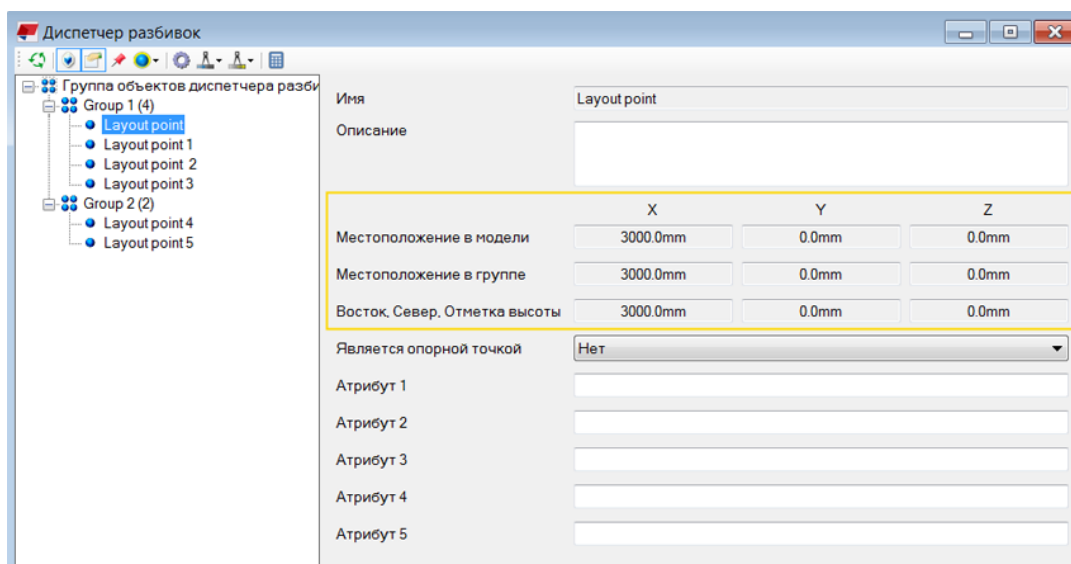 Диспетчер разбивок
Группа объектов диспетчера разби
Group 1 (4)
Layout point
Layout point 1
Layout point 2
Layout point 3
Group 2 (2)
Layout point 4
Layout point 5
Имя Layout point
Описание
X Y Z
Местоположение в модели 3000.0mm 0.0mm 0.0mm
Местоположение в группе 3000.0mm 0.0mm 0.0mm
Восток, Север, Отметка высоты 3000.0mm 0.0mm 0.0mm
Является опорной точкой Нет
Атрибут 1
Атрибут 2
Атрибут 3
Атрибут 4
Атрибут 5